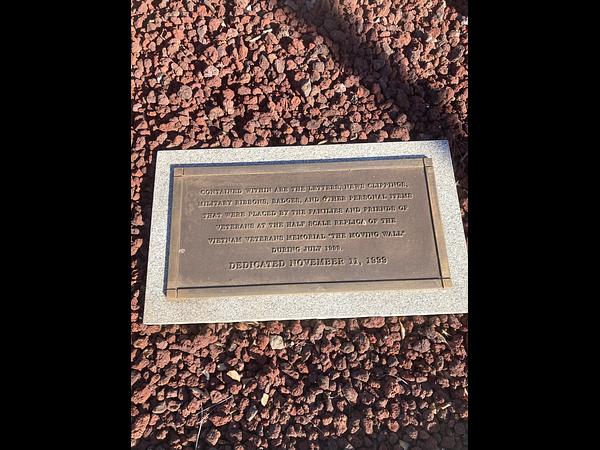 CONTAINED WITHIN ARE THE LETTERS, NEWS CLIPPINGS,
MILITARY RIBBONS, BADGES, AND OTHER PERSONAL ITEMS
THAT WERE PLACED BY THE FAMILIES AND FRIENDS OF
VETERANS AT THE HALF SCALE REPLICA OF THE
VIETNAM VETERANS MEMORIAL "THE MOVING WALL"
DURING JULY 1999.
DEDICATED NOVEMBER 11, 1999